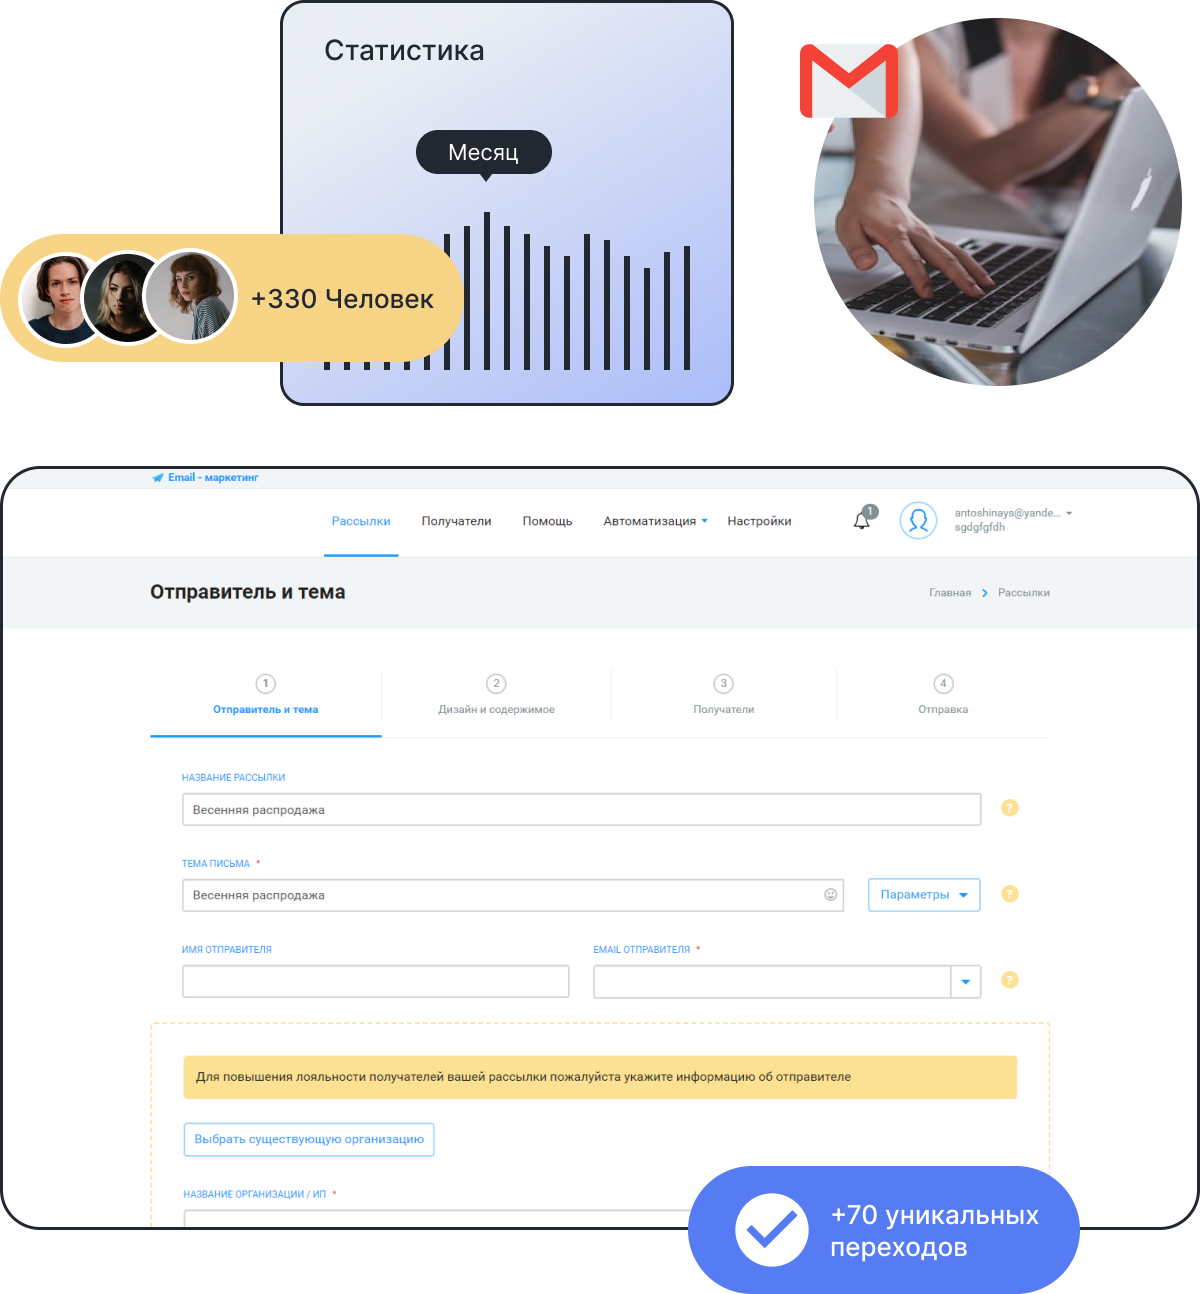 Статистика
Месяц
+330 Человек
Email - маркетинг
Рассылки Получатели Помощь Автоматизация Настройки
1
antoshinays@yande...
sgdgfgfdh
Отправитель и тема
Главная Рассылки
1 2 3 4
Отправитель и тема Дизайн и содержимое Получатели Отправка
НАЗВАНИЕ РАССЫЛКИ
Весенняя распродажа ?
ТЕМА ПИСЬМА *
Весенняя распродажа Параметры ?
ИМЯ ОТПРАВИТЕЛЯ EMAIL ОТПРАВИТЕЛЯ *
?
Для повышения лояльности получателей вашей рассылки пожалуйста укажите информацию об отправителе
Выбрать существующую организацию
НАЗВАНИЕ ОРГАНИЗАЦИИ / ИП *
+70 уникальных
переходов